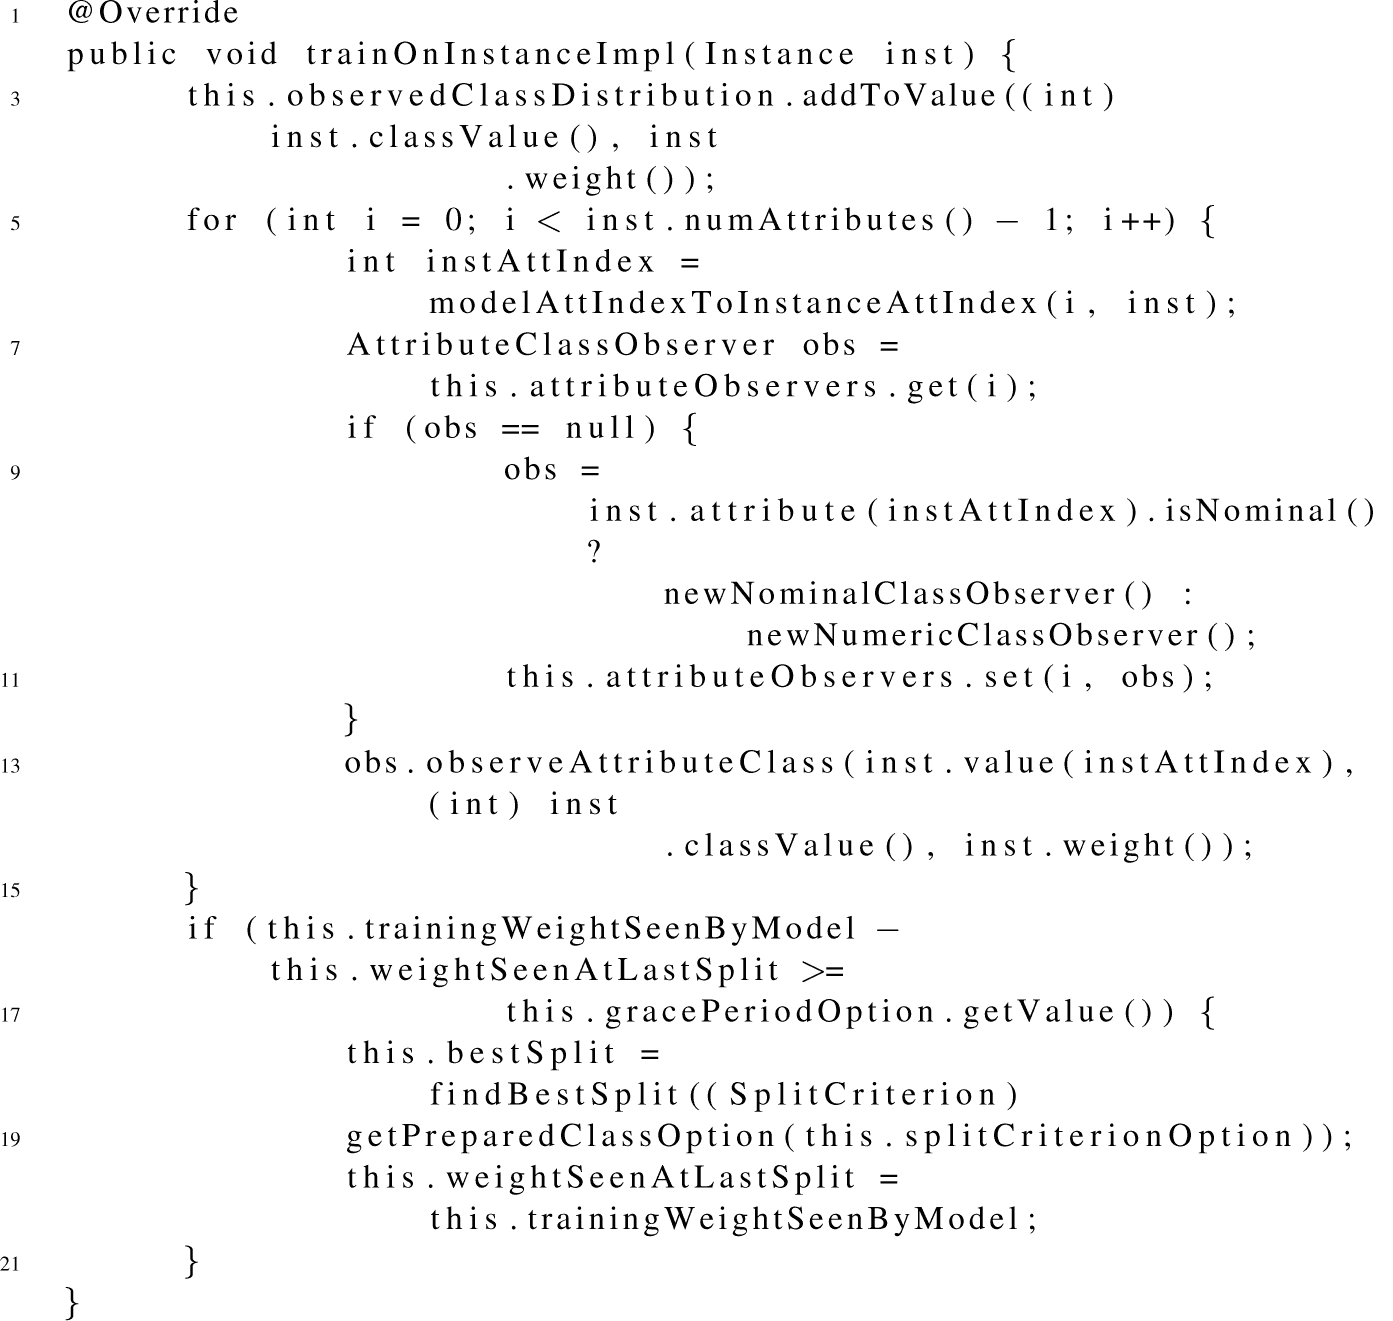 1 @Override
public void trainOnInstanceImpl(Instance inst) {
3 this.observedClassDistribution.addToValue((int)
inst.classValue(), inst
.weight());
5 for (int i = 0; i < inst.numAttributes() − 1; i++) {
int instAttIndex =
modelAttIndexToInstanceAttIndex(i, inst);
7 AttributeClassObserver obs =
this.attributeObservers.get(i);
if (obs == null) {
9 obs =
inst.attribute(instAttIndex).isNominal()
?
newNominalClassObserver() :
newNumericClassObserver();
11 this.attributeObservers.set(i, obs);
}
13 obs.observeAttributeClass(inst.value(instAttIndex),
(int) inst
.classValue(), inst.weight());
15 }
if (this.trainingWeightSeenByModel −
this.weightSeenAtLastSplit >=
17 this.gracePeriodOption.getValue()) {
this.bestSplit =
findBestSplit((SplitCriterion)
19 getPreparedClassOption(this.splitCriterionOption));
this.weightSeenAtLastSplit =
this.trainingWeightSeenByModel;
21 }
}